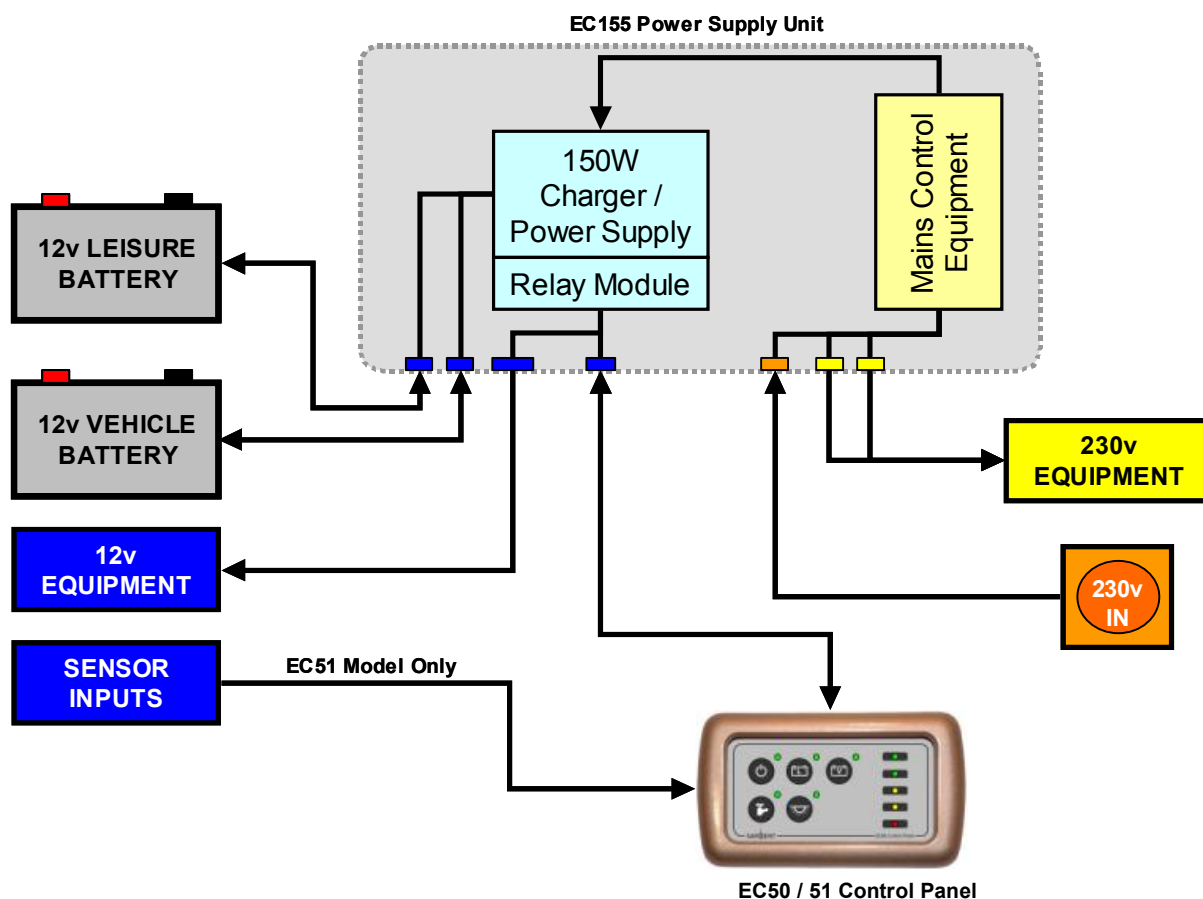 EC155 Power Supply Unit
150W
Charger /
Power Supply
Relay Module
Mains Control
Equipment
12v LEISURE
BATTERY
12v VEHICLE
BATTERY
12v
EQUIPMENT
SENSOR
INPUTS
EC51 Model Only
230v
EQUIPMENT
230v
IN
EC50 / 51 Control Panel